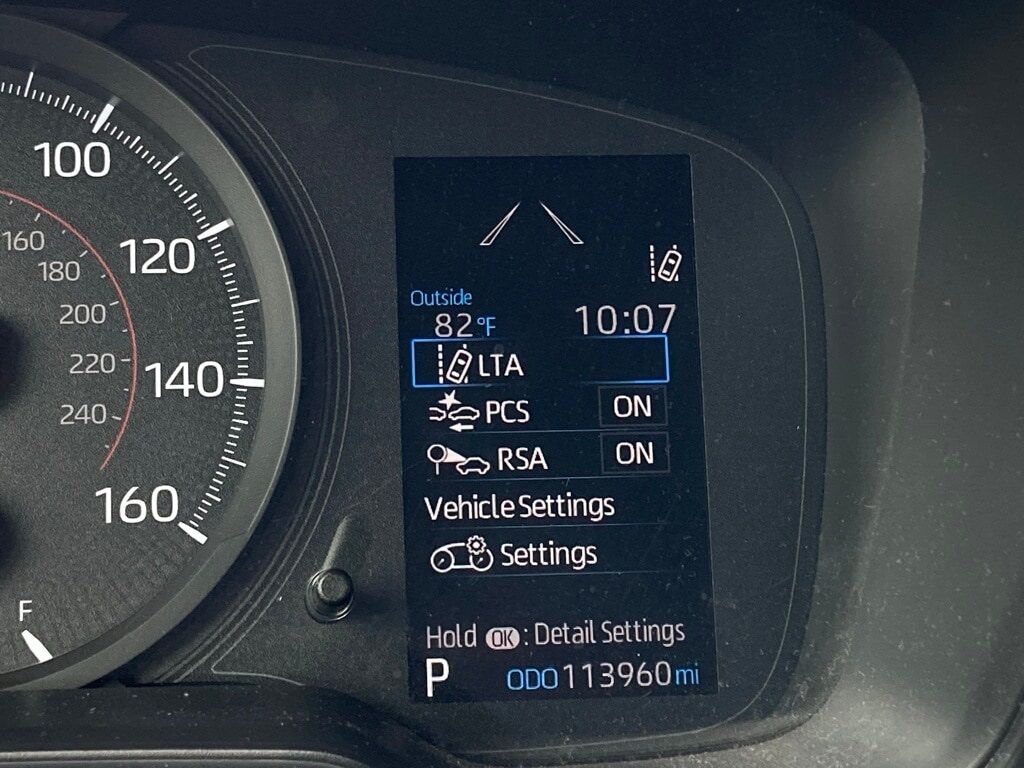 100
120
140
160
160
180
200
220
240
F
Outside
82°F 10:07
LTA
PCS ON
RSA ON
Vehicle Settings
Settings
Hold OK : Detail Settings
P ODO 113960 mi